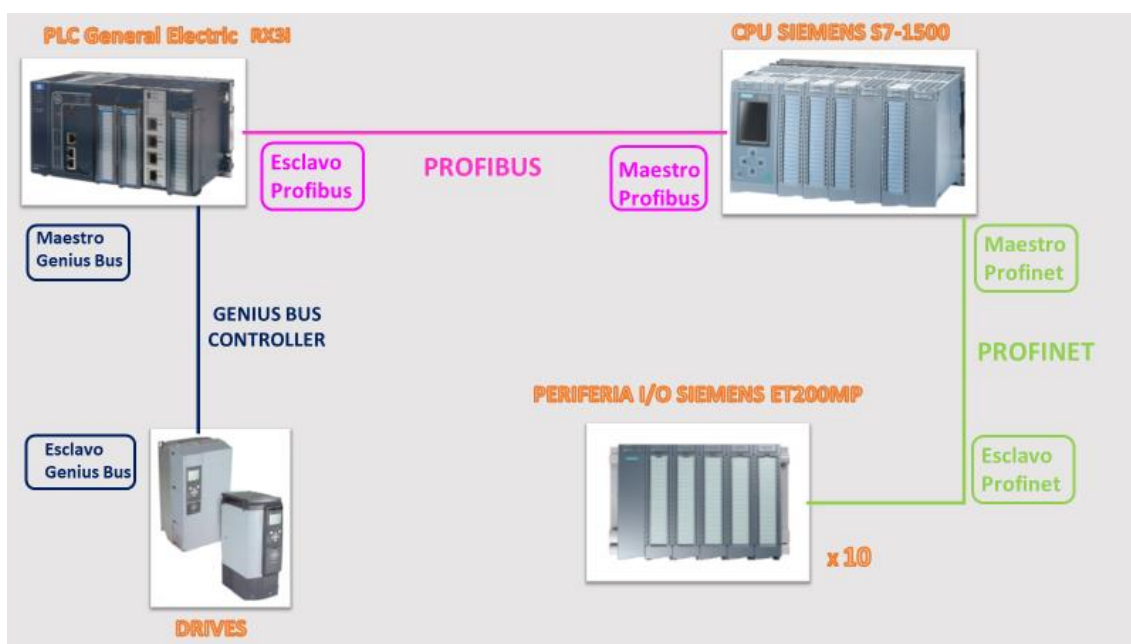 PLC General Electric RX3I
CPU SIEMENS S7-1500
Esclavo
Profibus
PROFIBUS
Maestro
Profibus
Maestro
Genius Bus
Maestro
Profinet
GENIUS BUS
CONTROLLER
PROFINET
PERIFERIA I/O SIEMENS ET200MP
Esclavo
Genius Bus
Esclavo
Profinet
x 10
DRIVES